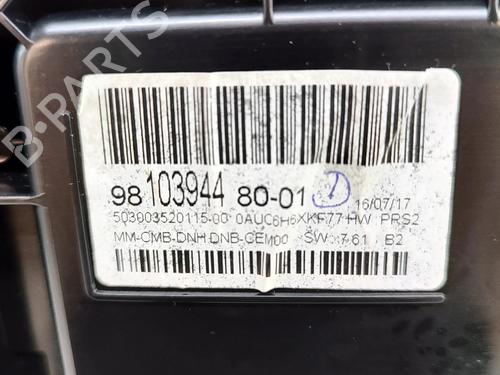 B-PARTS
98 103944 80-01 D 16/07/17
503903520115-00 0AUC6H6XKF77 HW PRS2
MM-CMB-DNH DNB-CEM00 SW: 7.61 B2